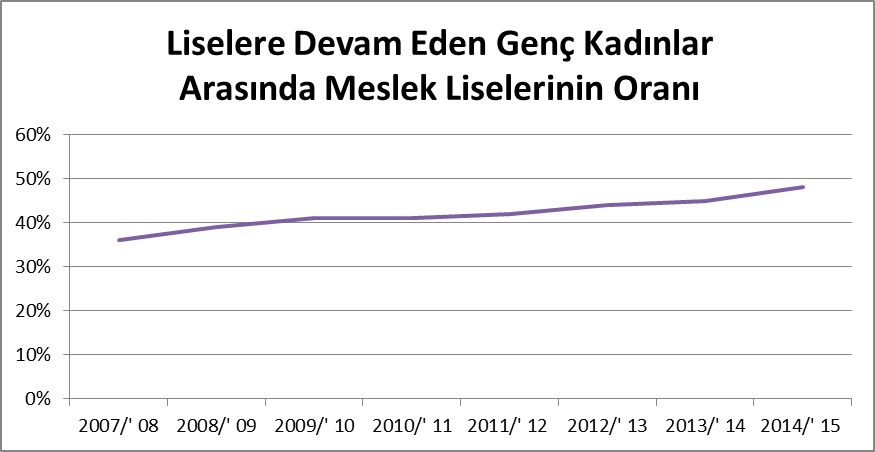 Liselere Devam Eden Genç Kadınlar
Arasında Meslek Liselerinin Oranı
60%
50%
40%
30%
20%
10%
0%
2007/' 08 2008/' 09 2009/' 10 2010/' 11 2011/' 12 2012/' 13 2013/' 14 2014/' 15